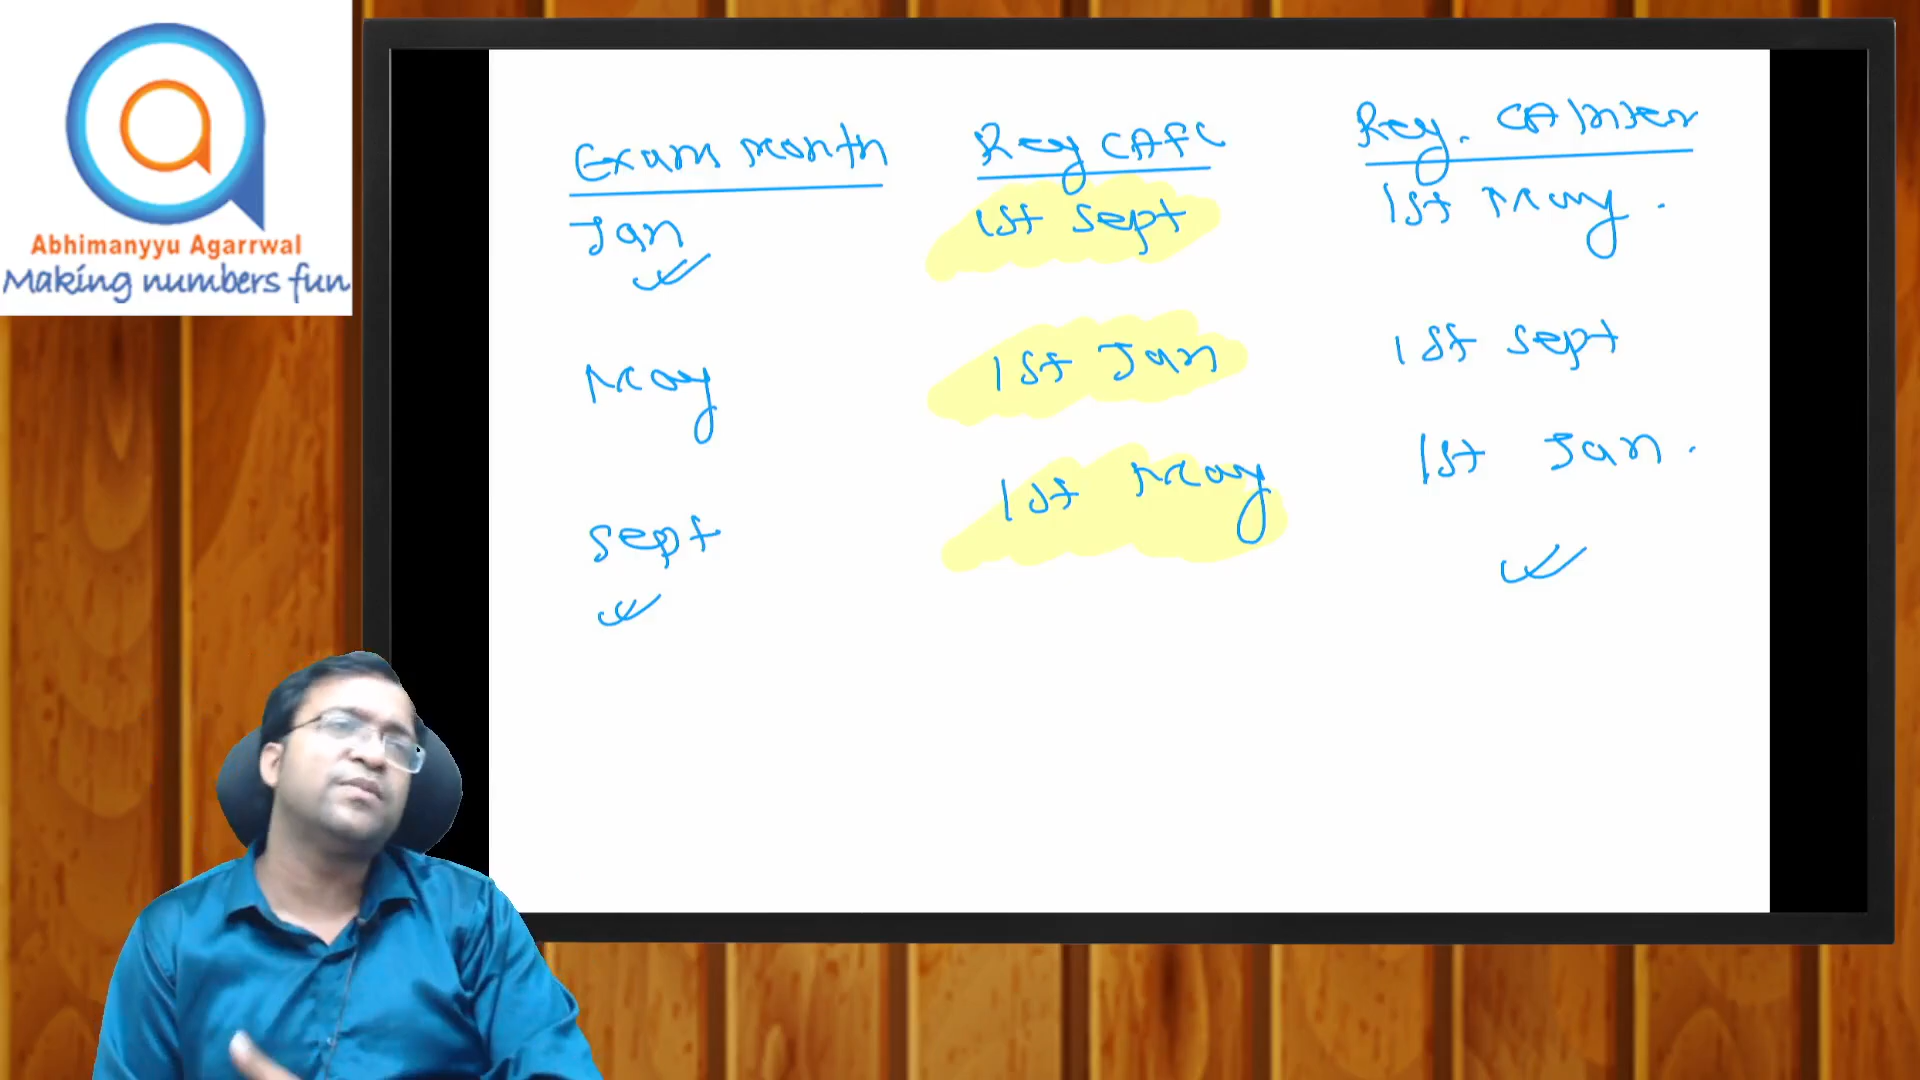 Abhimanyyu Agarrwal
Making numbers fun
Exam month Reg CAFC Reg. CA Inter
Jan 1st Sept 1st May.
May 1st Jan 1st Sept
Sept 1st May 1st Jan.